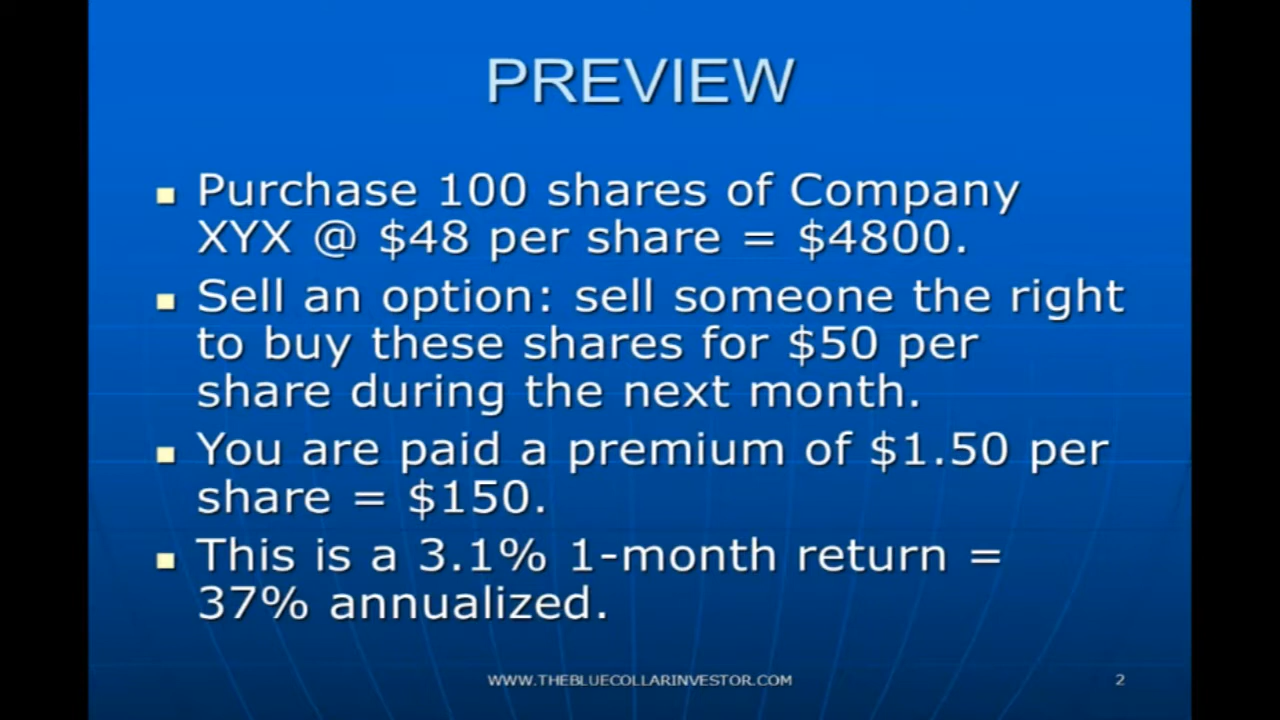 PREVIEW
Purchase 100 shares of Company
XYX @ $48 per share = $4800.
Sell an option: sell someone the right
to buy these shares for $50 per
share during the next month.
You are paid a premium of $1.50 per
share = $150.
This is a 3.1% 1-month return =
37% annualized.
WWW.THEBLUECOLLARINVESTOR.COM
2